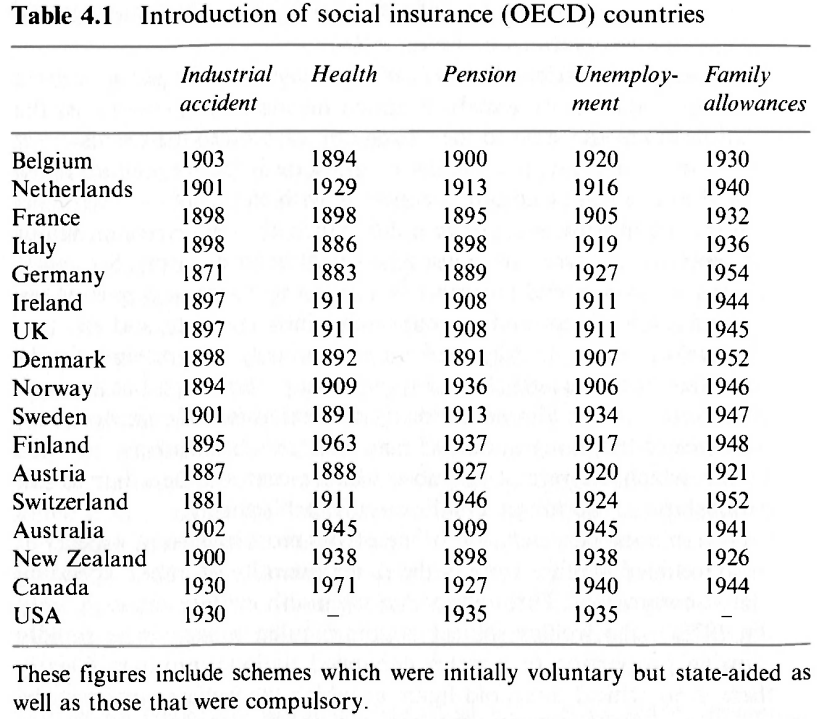 Table 4.1 Introduction of social insurance (OECD) countries
Industrial accident Health Pension Unemploy-ment Family allowances
Belgium 1903 1894 1900 1920 1930
Netherlands 1901 1929 1913 1916 1940
France 1898 1898 1895 1905 1932
Italy 1898 1886 1898 1919 1936
Germany 1871 1883 1889 1927 1954
Ireland 1897 1911 1908 1911 1944
UK 1897 1911 1908 1911 1945
Denmark 1898 1892 1891 1907 1952
Norway 1894 1909 1936 1906 1946
Sweden 1901 1891 1913 1934 1947
Finland 1895 1963 1937 1917 1948
Austria 1887 1888 1927 1920 1921
Switzerland 1881 1911 1946 1924 1952
Australia 1902 1945 1909 1945 1941
New Zealand 1900 1938 1898 1938 1926
Canada 1930 1971 1927 1940 1944
USA 1930 – 1935 1935 –
These figures include schemes which were initially voluntary but state-aided as
well as those that were compulsory.